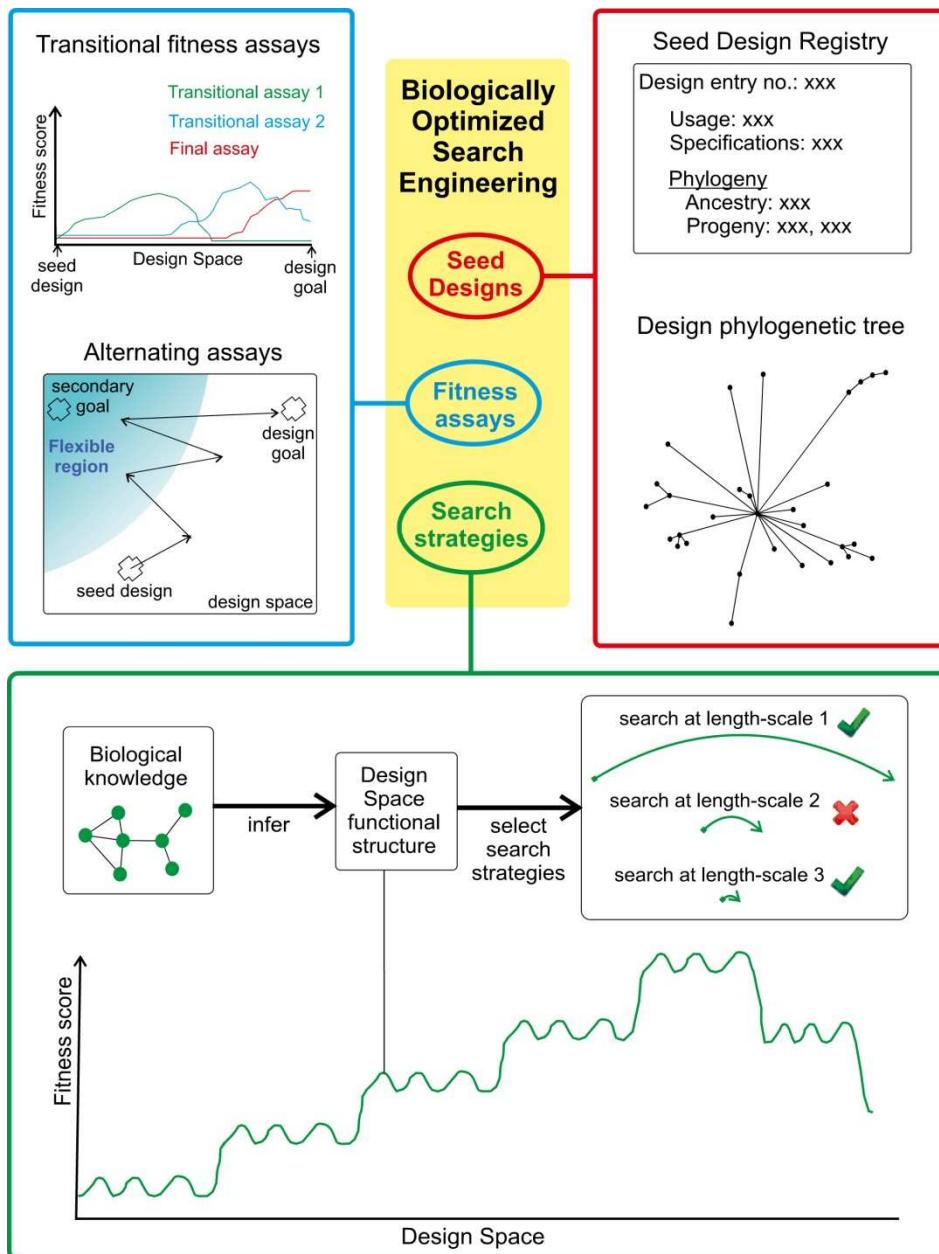 Transitional fitness assays
Fitness score
Transitional assay 1
Transitional assay 2
Final assay
seed
design
Design Space
design
goal
Alternating assays
secondary
goal
Flexible
region
design
goal
seed design
design space
Biologically
Optimized
Search
Engineering
Seed
Designs
Fitness
assays
Search
strategies
Seed Design Registry
Design entry no.: xxx
Usage: xxx
Specifications: xxx
Phylogeny
Ancestry: xxx
Progeny: xxx, xxx
Design phylogenetic tree
Biological
knowledge
infer
Design
Space
functional
structure
select
search
strategies
search at length-scale 1
search at length-scale 2
search at length-scale 3
Fitness score
Design Space